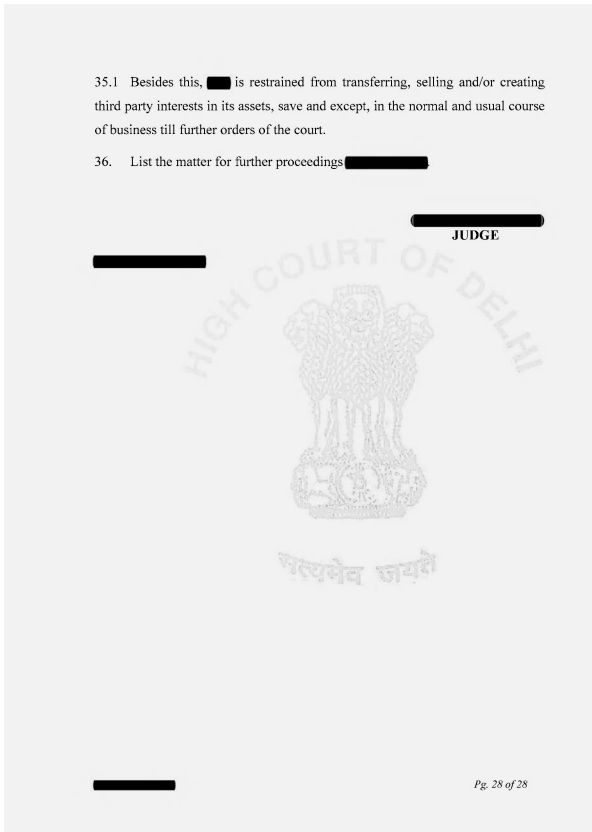 35.1 Besides this, is restrained from transferring, selling and/or creating
third party interests in its assets, save and except, in the normal and usual course
of business till further orders of the court.
36. List the matter for further proceedings
JUDGE
HIGH COURT OF DELHI
सत्यमेव जयते
Pg. 28 of 28